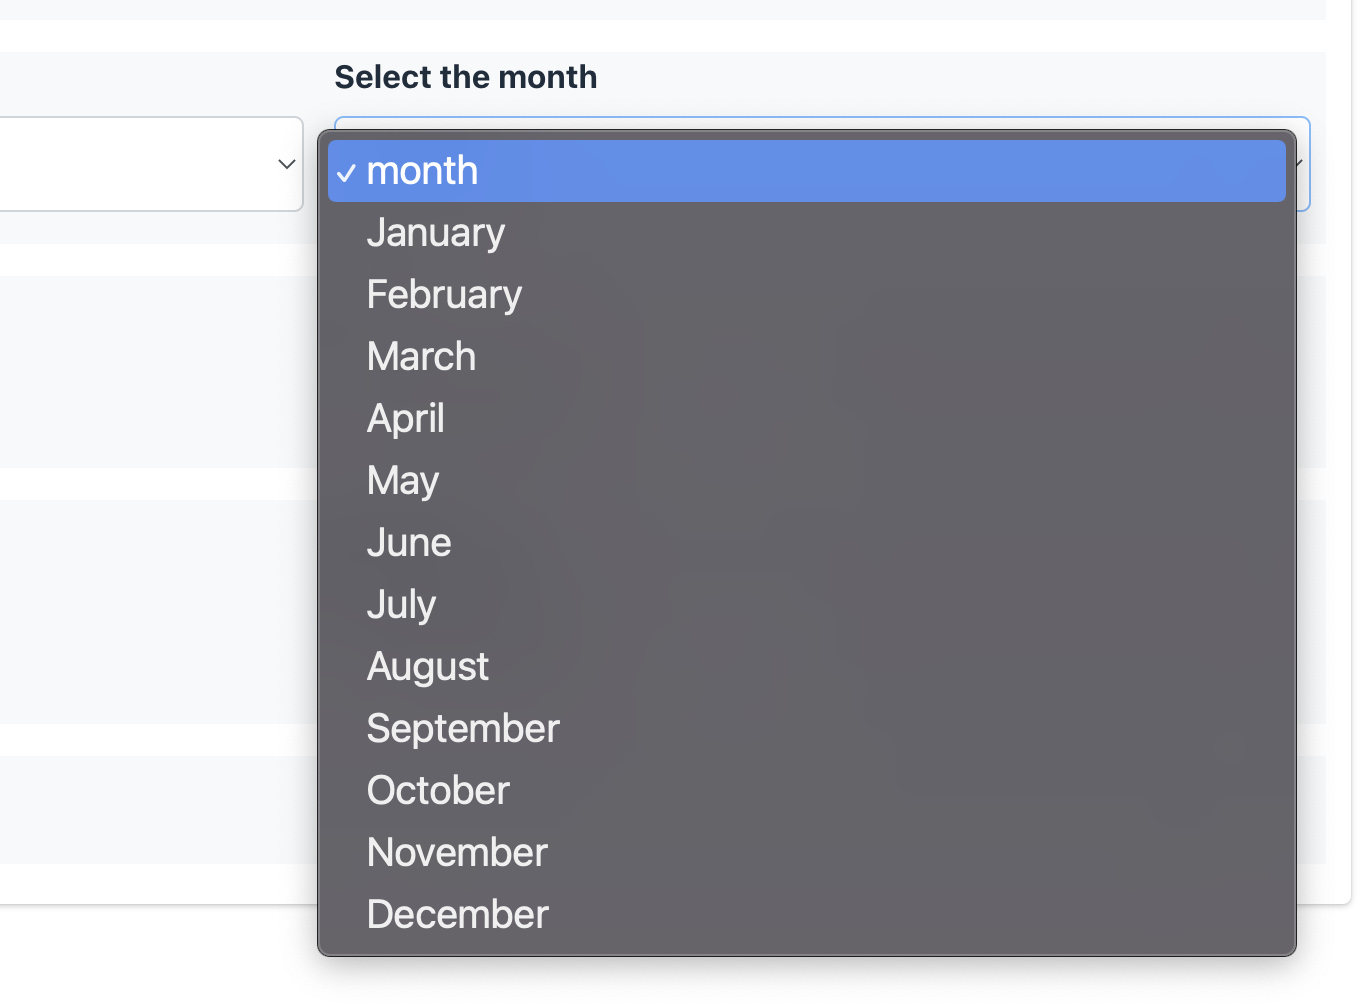 Select the month
✓ month
January
February
March
April
May
June
July
August
September
October
November
December